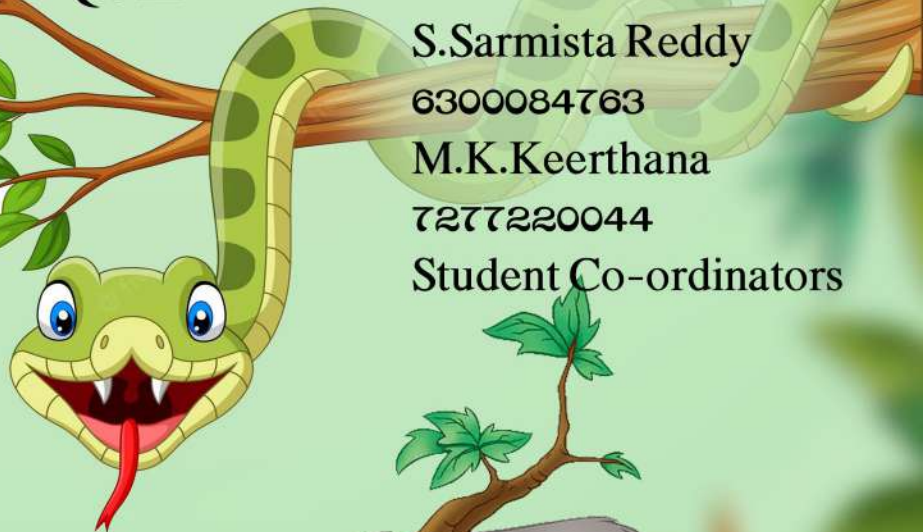 S.Sarmista Reddy
6300084763
M.K.Keerthana
7277220044
Student Co-ordinators